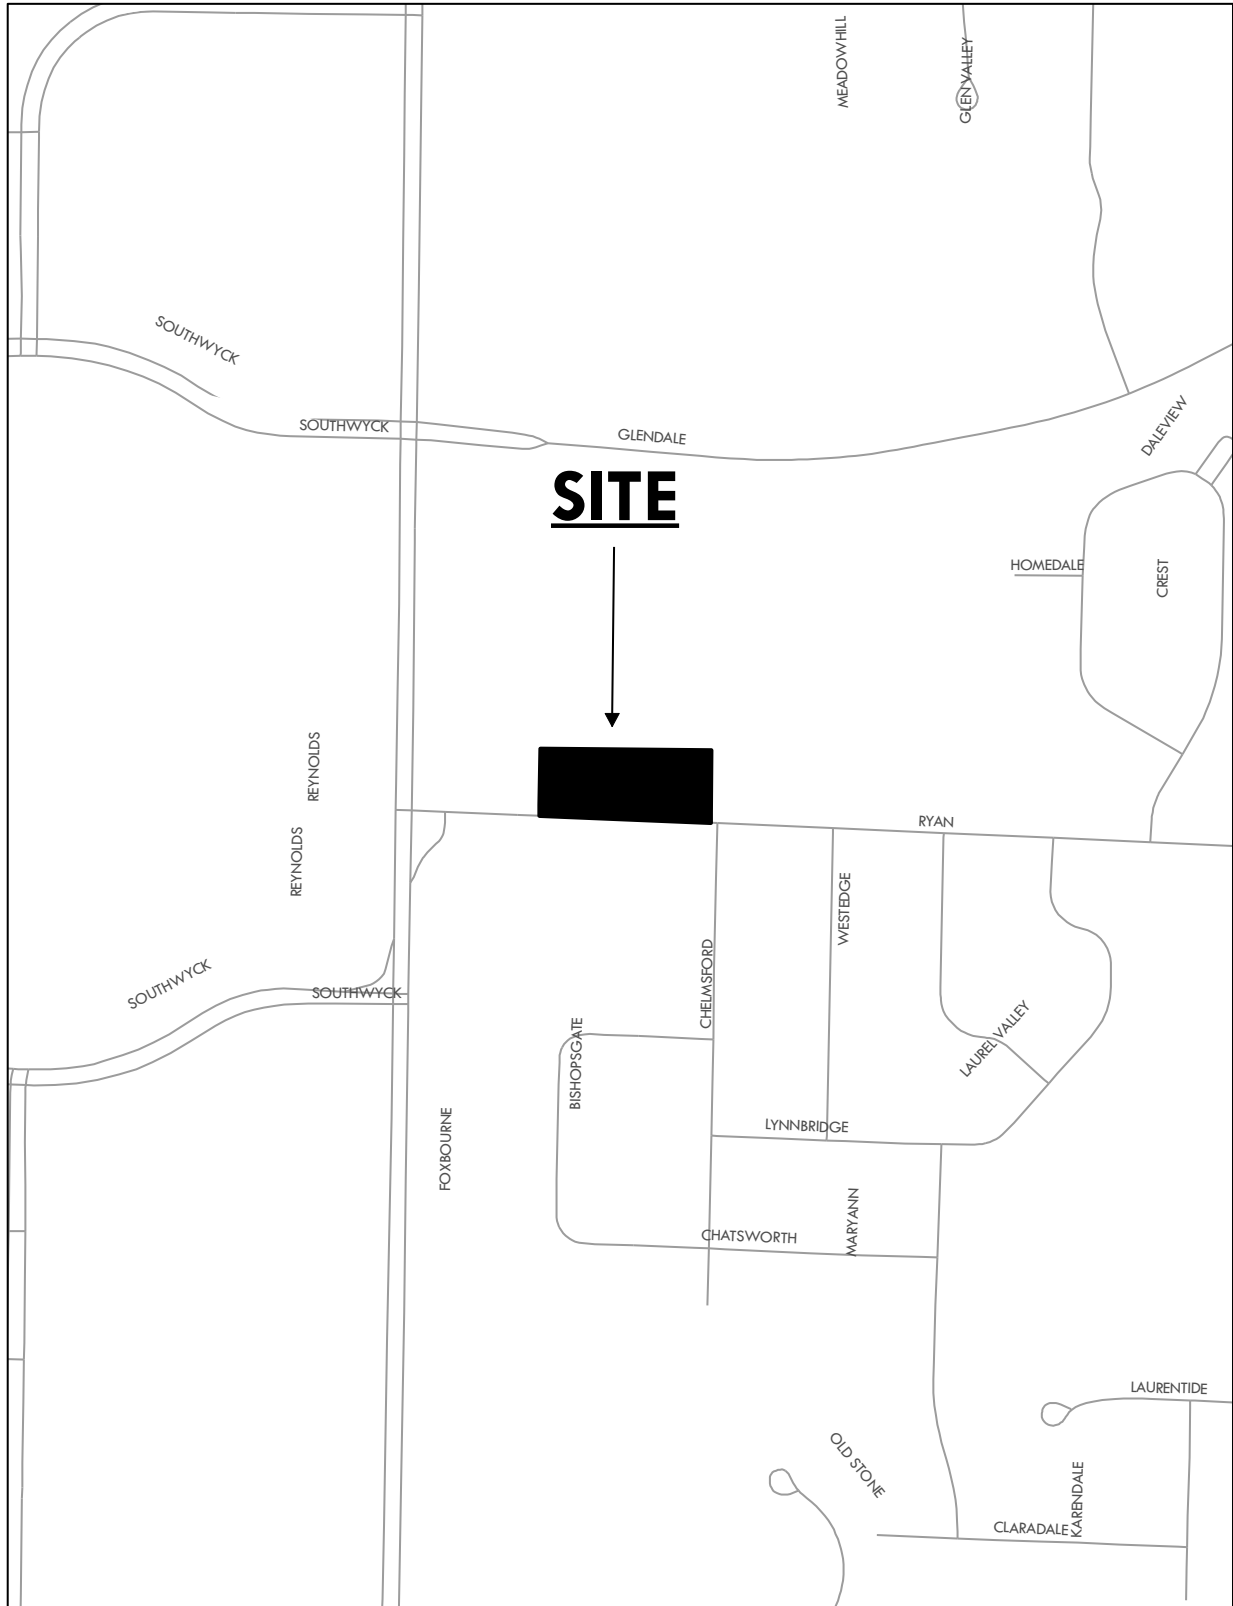 MEADOWHILL
GLEN VALLEY
SOUTHWYCK
SOUTHWYCK
GLENDALE
DALEVIEW
SITE
HOMEDALE
CREST
REYNOLDS
RYAN
REYNOLDS
WESTEDGE
CHELMSFORD
SOUTHWYCK
SOUTHWYCK
LAUREL VALLEY
BISHOPSGATE
LYNNBRIDGE
FOXBOURNE
MARYANN
CHATSWORTH
LAURENTIDE
OLD STONE
KARENDALE
CLARADALE